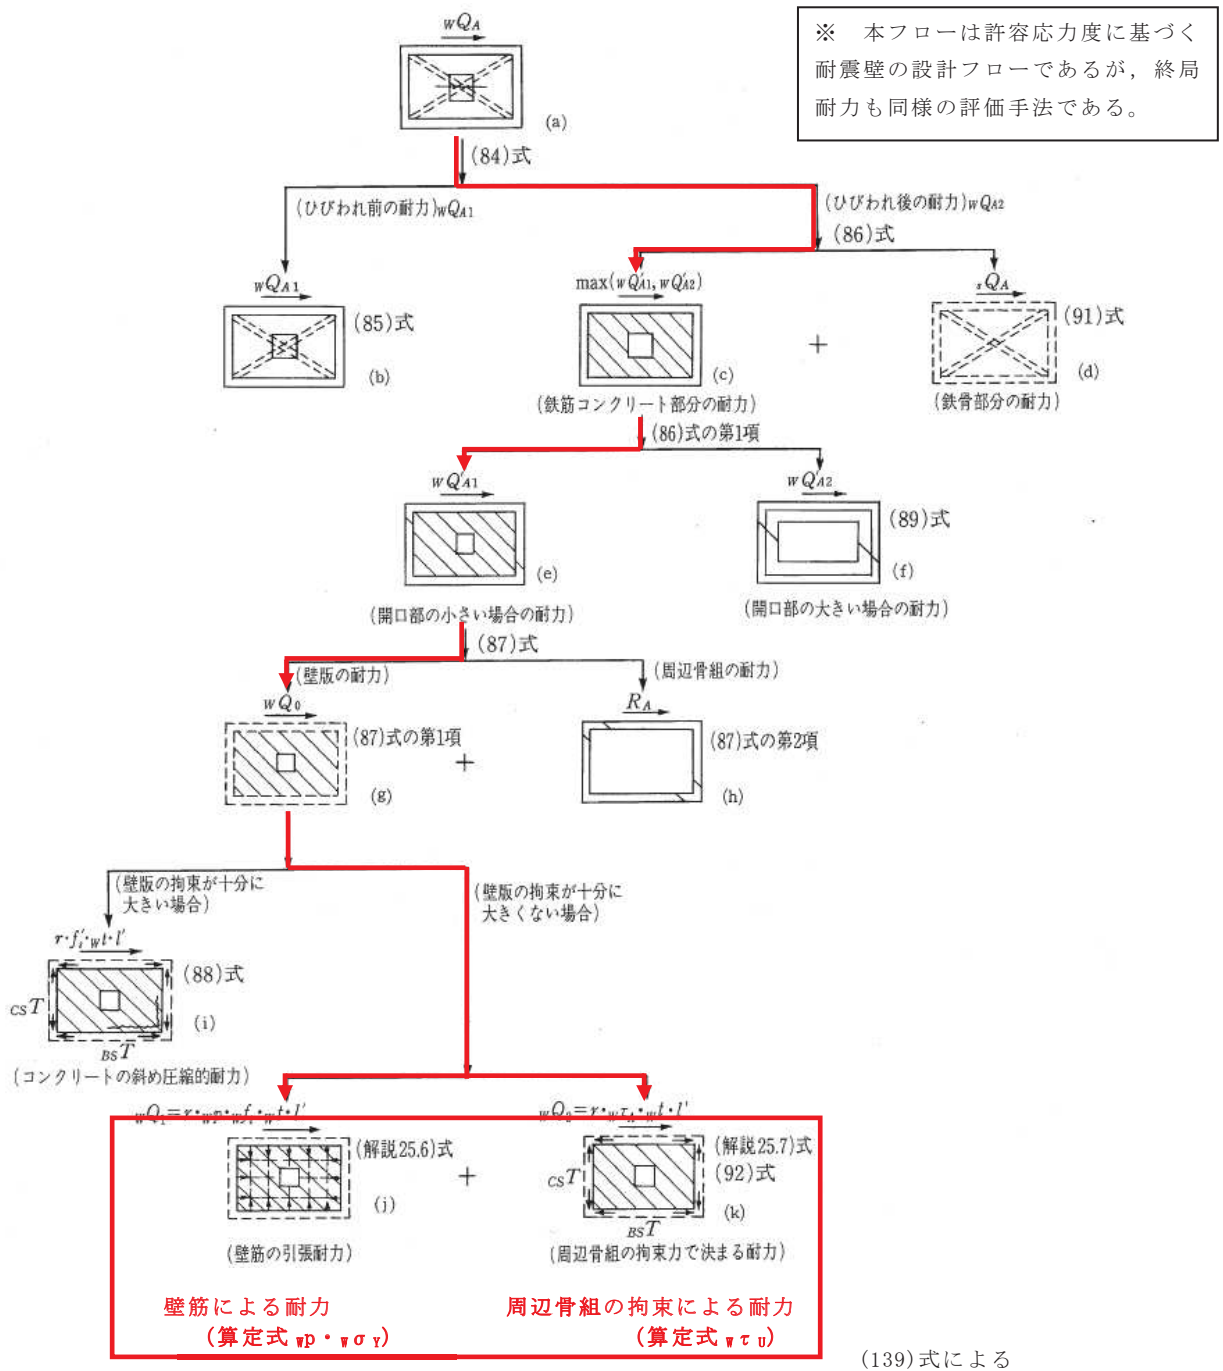 wQA
※　本フローは許容応力度に基づく
耐震壁の設計フローであるが，終局
耐力も同様の評価手法である。
(a)
(84)式
(ひびわれ前の耐力)wQA1
(ひびわれ後の耐力)wQA2
(86)式
wQA1
(85)式
(b)
max(wQ'A1, wQ'A2)
(c)
(鉄筋コンクリート部分の耐力)
+
sQA
(91)式
(d)
(鉄骨部分の耐力)
(86)式の第1項
wQ'A1
(e)
(開口部の小さい場合の耐力)
wQ'A2
(89)式
(f)
(開口部の大きい場合の耐力)
(87)式
(壁版の耐力)
(周辺骨組の耐力)
wQ0
(87)式の第1項
(g)
+
RA
(87)式の第2項
(h)
(壁版の拘束が十分に
大きい場合)
(壁版の拘束が十分に
大きくない場合)
r·fs'·wt·l'
(88)式
csT
(i)
BsT
(コンクリートの斜め圧縮的耐力)
wQ1=r·wp·wft·wt·l'
(解説25.6)式
(j)
(壁筋の引張耐力)
+
wQ2=r·wτA·wt·l'
(解説25.7)式
(92)式
csT
(k)
BsT
(周辺骨組の拘束力で決まる耐力)
壁筋による耐力
(算定式 wp・wσY)
周辺骨組の拘束による耐力
(算定式 wτU)
(139)式による